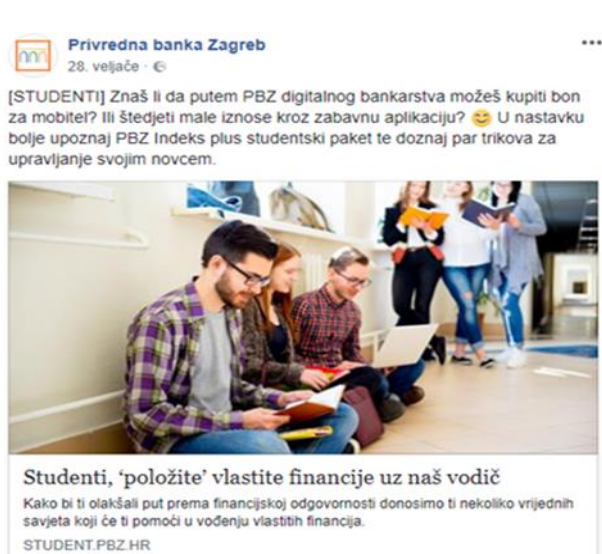 Privredna banka Zagreb
28. veljače ·
[STUDENTI] Znaš li da putem PBZ digitalnog bankarstva možeš kupiti bon
za mobitel? Ili štedjeti male iznose kroz zabavnu aplikaciju? 😊 U nastavku
bolje upoznaj PBZ Indeks plus studentski paket te doznaj par trikova za
upravljanje svojim novcem.
Studenti, ‘položite’ vlastite financije uz naš vodič
Kako bi ti olakšali put prema financijskoj odgovornosti donosimo ti nekoliko vrijednih
savjeta koji će ti pomoći u vođenju vlastitih financija.
STUDENT.PBZ.HR